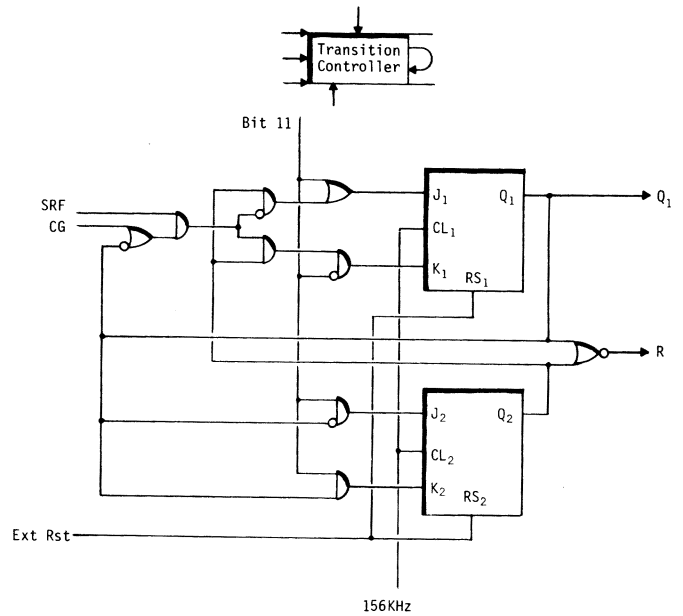 Transition
Controller
Bit 11
SRF
CG
J₁
Q₁
Q₁
CL₁
K₁
RS₁
R
J₂
Q₂
CL₂
K₂
RS₂
Ext Rst
156KHz